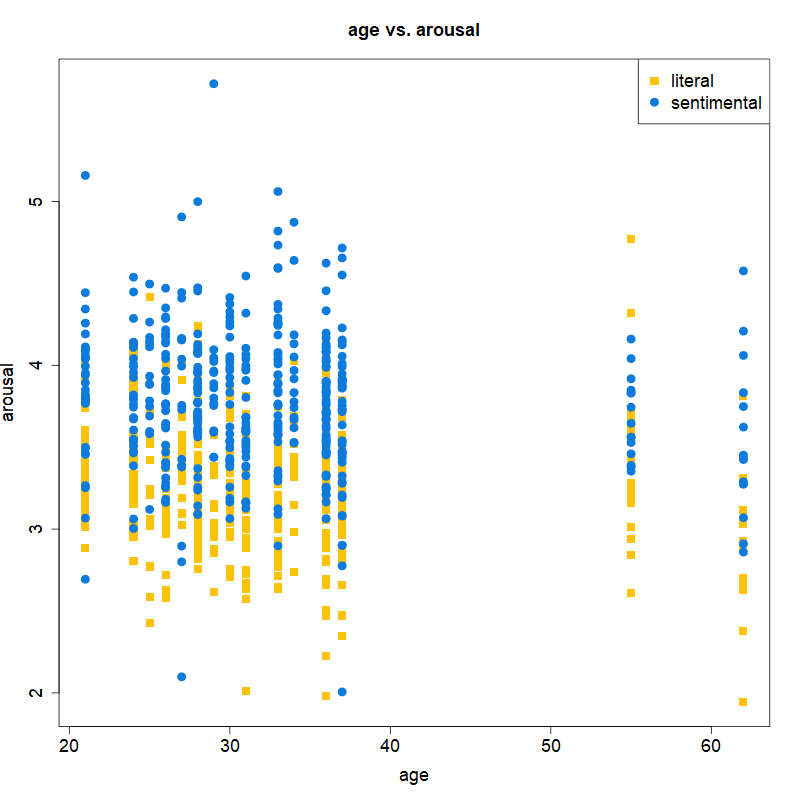 age vs. arousal
literal
sentimental
arousal
5
4
3
2
20 30 40 50 60
age